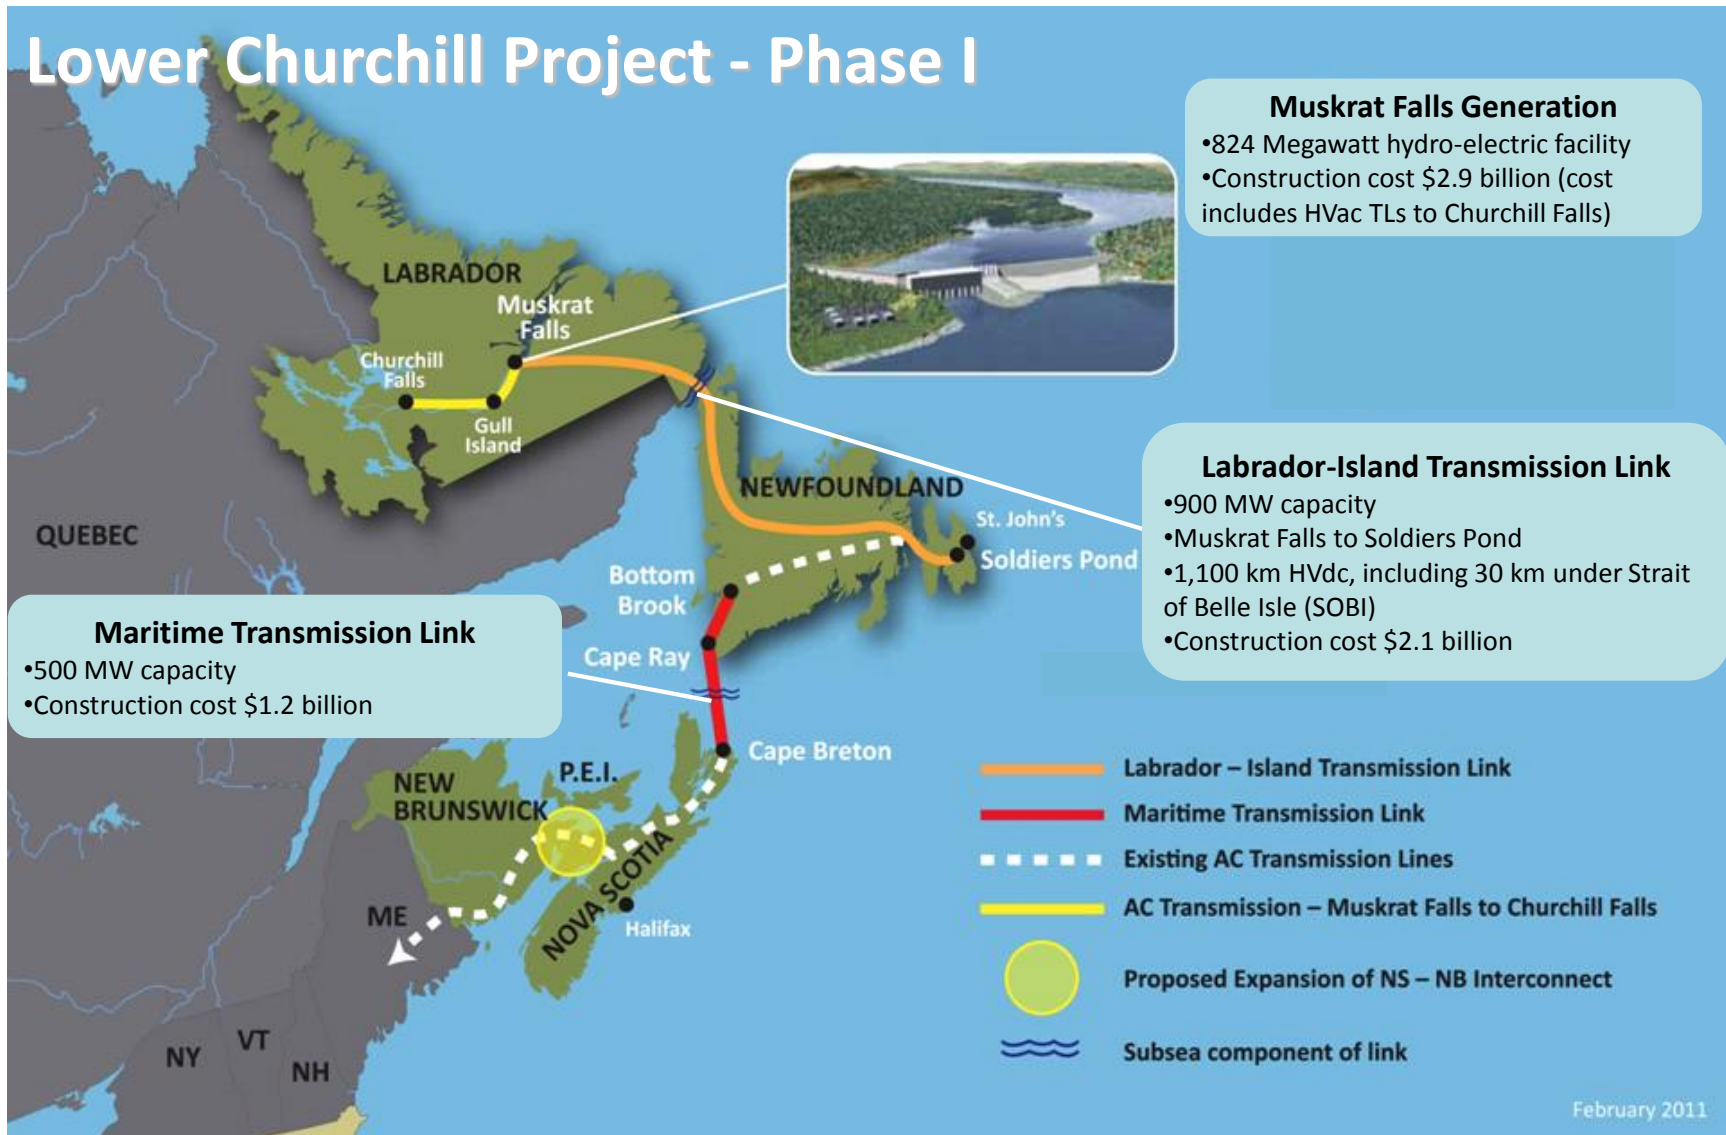 Lower Churchill Project - Phase I
Muskrat Falls Generation
•824 Megawatt hydro-electric facility
•Construction cost $2.9 billion (cost
includes HVac TLs to Churchill Falls)
LABRADOR
Muskrat
Falls
Churchill
Falls
Gull
Island
QUEBEC
NEWFOUNDLAND
St. John's
Soldiers Pond
Bottom
Brook
Cape Ray
Labrador-Island Transmission Link
•900 MW capacity
•Muskrat Falls to Soldiers Pond
•1,100 km HVdc, including 30 km under Strait
of Belle Isle (SOBI)
•Construction cost $2.1 billion
Maritime Transmission Link
•500 MW capacity
•Construction cost $1.2 billion
Cape Breton
P.E.I.
NEW
BRUNSWICK
NOVA SCOTIA
Halifax
ME
VT
NY
NH
Labrador – Island Transmission Link
Maritime Transmission Link
Existing AC Transmission Lines
AC Transmission – Muskrat Falls to Churchill Falls
Proposed Expansion of NS – NB Interconnect
Subsea component of link
February 2011